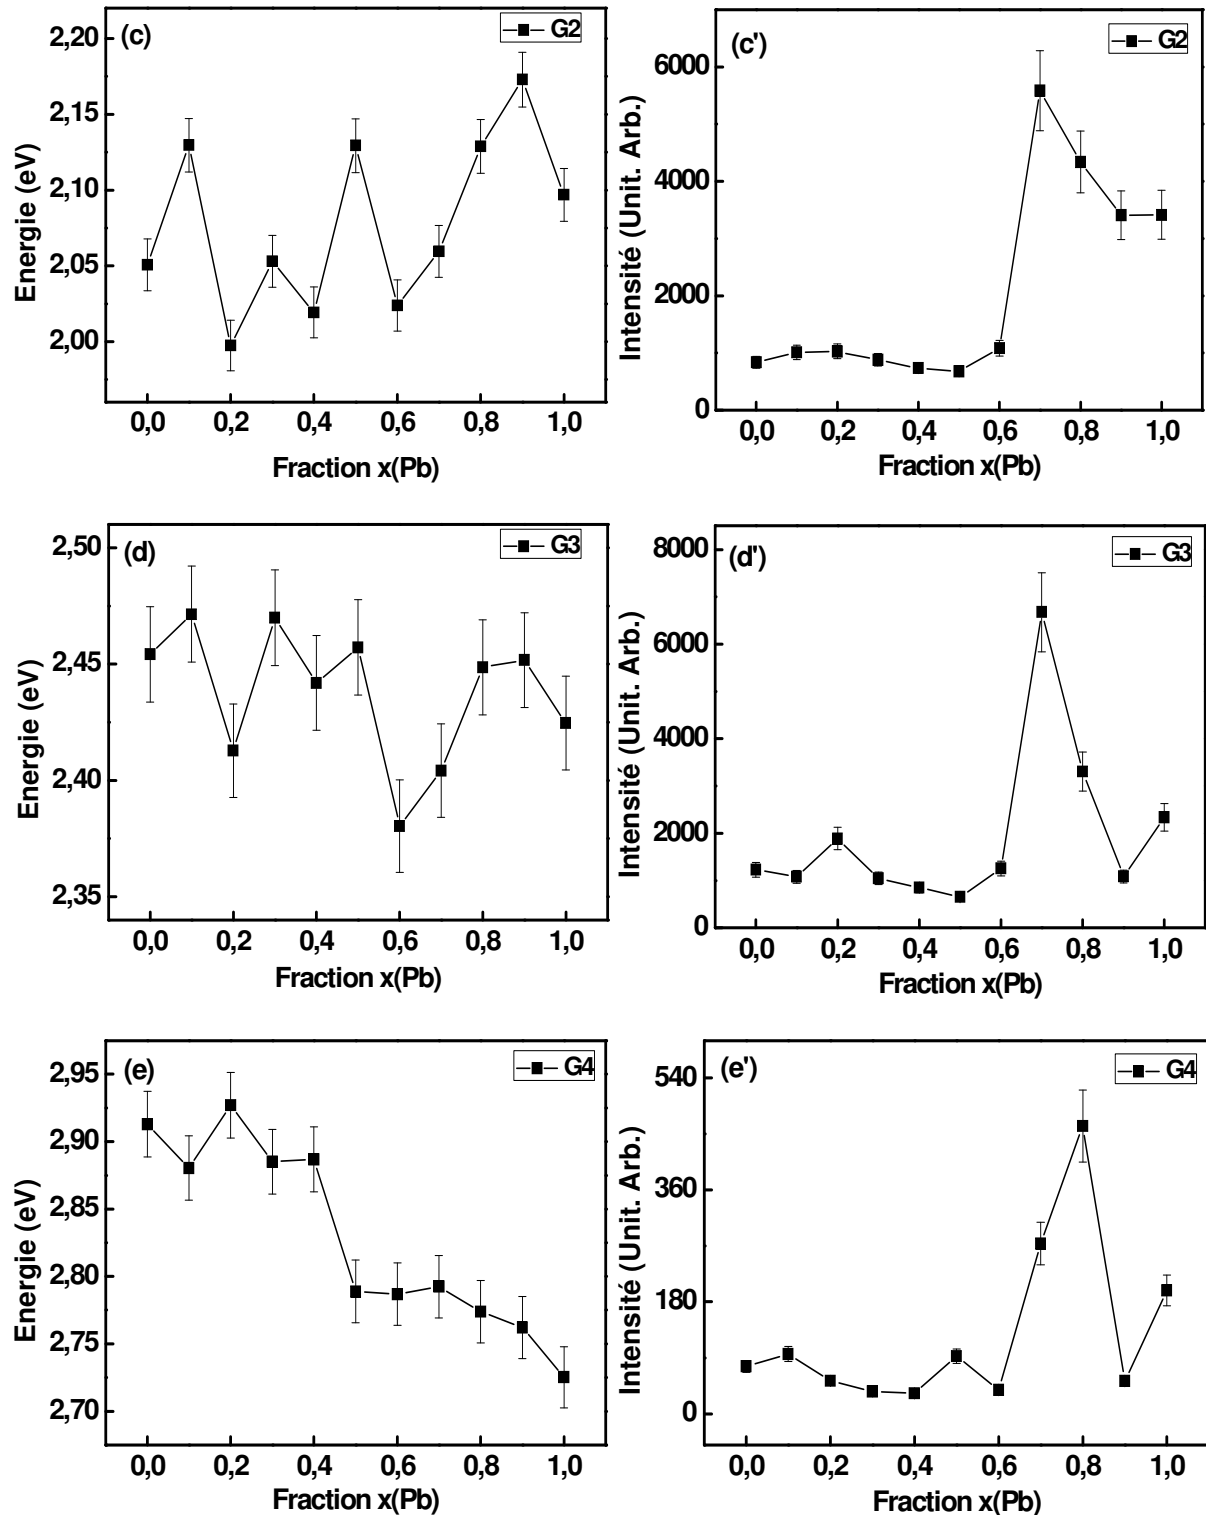 (c)
G2
2,20
2,15
2,10
2,05
2,00
Energie (eV)
0,0 0,2 0,4 0,6 0,8 1,0
Fraction x(Pb)
(c')
G2
6000
4000
2000
0
Intensité (Unit. Arb.)
0,0 0,2 0,4 0,6 0,8 1,0
Fraction x(Pb)
(d)
G3
2,50
2,45
2,40
2,35
Energie (eV)
0,0 0,2 0,4 0,6 0,8 1,0
Fraction x(Pb)
(d')
G3
8000
6000
4000
2000
0
Intensité (Unit. Arb.)
0,0 0,2 0,4 0,6 0,8 1,0
Fraction x(Pb)
(e)
G4
2,95
2,90
2,85
2,80
2,75
2,70
Energie (eV)
0,0 0,2 0,4 0,6 0,8 1,0
Fraction x(Pb)
(e')
G4
540
360
180
0
Intensité (Unit. Arb.)
0,0 0,2 0,4 0,6 0,8 1,0
Fraction x(Pb)